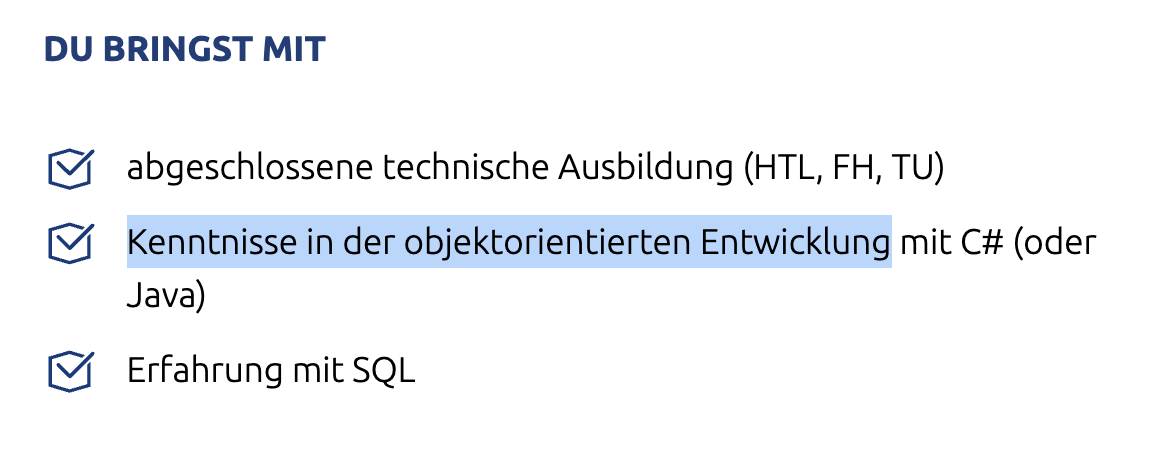 DU BRINGST MIT
abgeschlossene technische Ausbildung (HTL, FH, TU)
Kenntnisse in der objektorientierten Entwicklung mit C# (oder
Java)
Erfahrung mit SQL